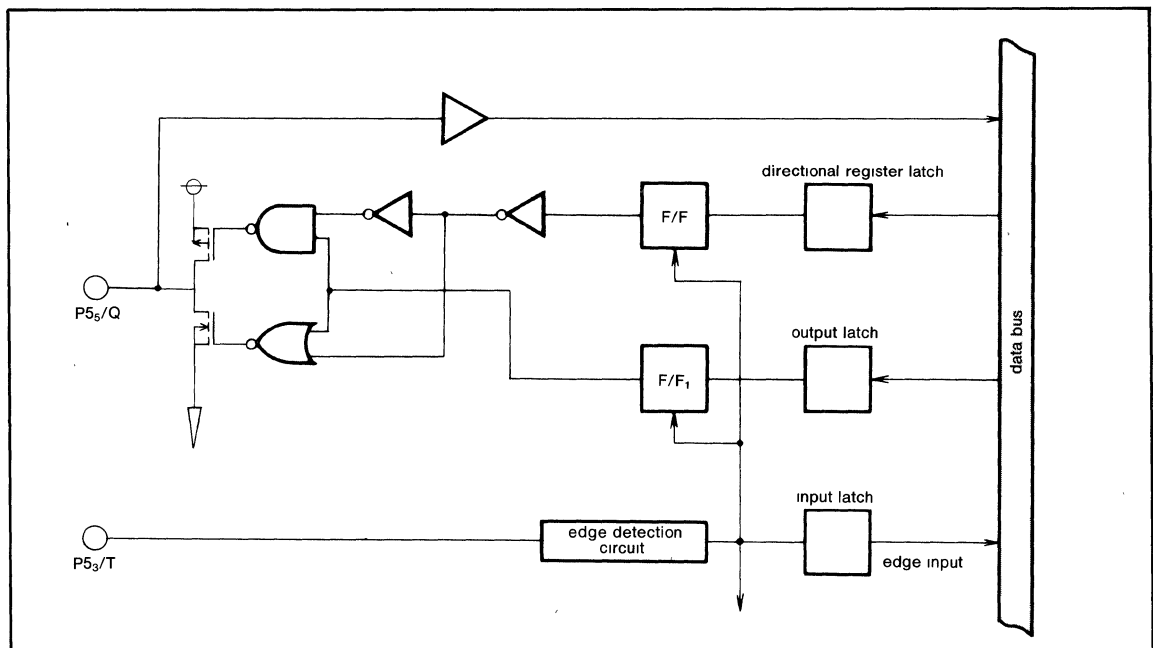 directional register latch
F/F
P5₅/Q
output latch
data bus
F/F₁
input latch
edge detection
circuit
P5₃/T
edge input